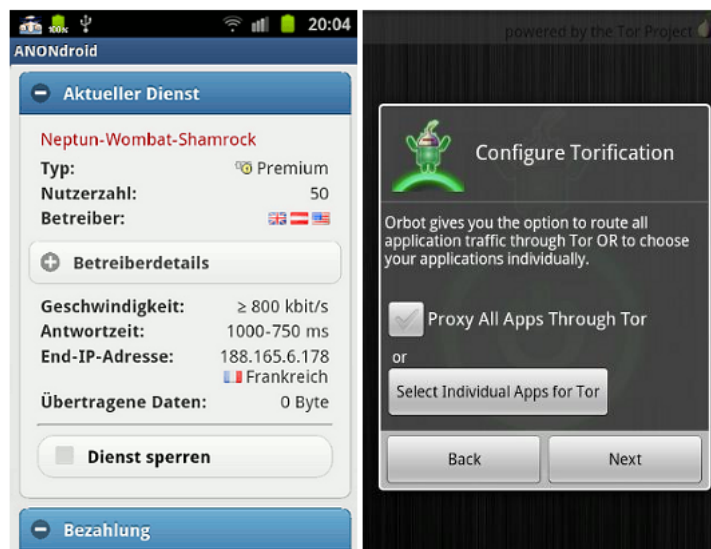 100%
20:04
ANONdroid
Aktueller Dienst
Neptun-Wombat-Shamrock
Typ: Premium
Nutzerzahl: 50
Betreiber:
Betreiberdetails
Geschwindigkeit: ≥ 800 kbit/s
Antwortzeit: 1000-750 ms
End-IP-Adresse: 188.165.6.178
Frankreich
Übertragene Daten: 0 Byte
Dienst sperren
Bezahlung
powered by the Tor Project
Configure Torification
Orbot gives you the option to route all
application traffic through Tor OR to choose
your applications individually.
Proxy All Apps Through Tor
or
Select Individual Apps for Tor
Back
Next